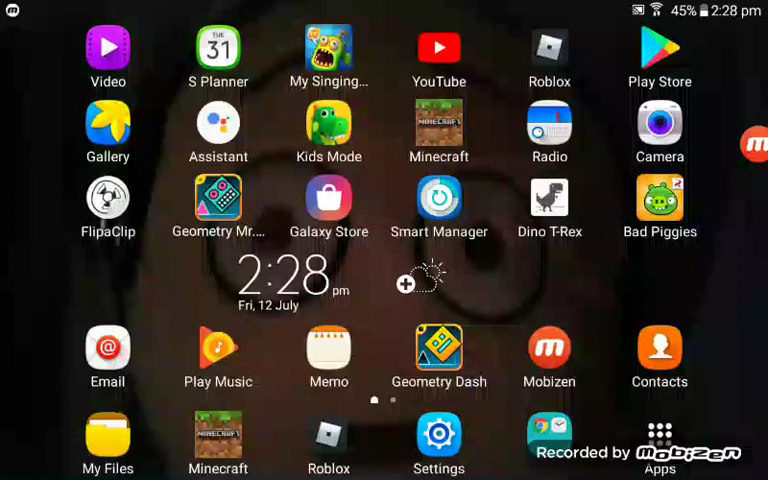 45% 2:28 pm
31
Video S Planner My Singing... YouTube Roblox Play Store
MINECRAFT
Gallery Assistant Kids Mode Minecraft Radio Camera
FlipaClip Geometry Mr.... Galaxy Store Smart Manager Dino T-Rex Bad Piggies
2:28 pm
Fri, 12 July
Email Play Music Memo Geometry Dash Mobizen Contacts
MINECRAFT
Recorded by mobizen
My Files Minecraft Roblox Settings Apps